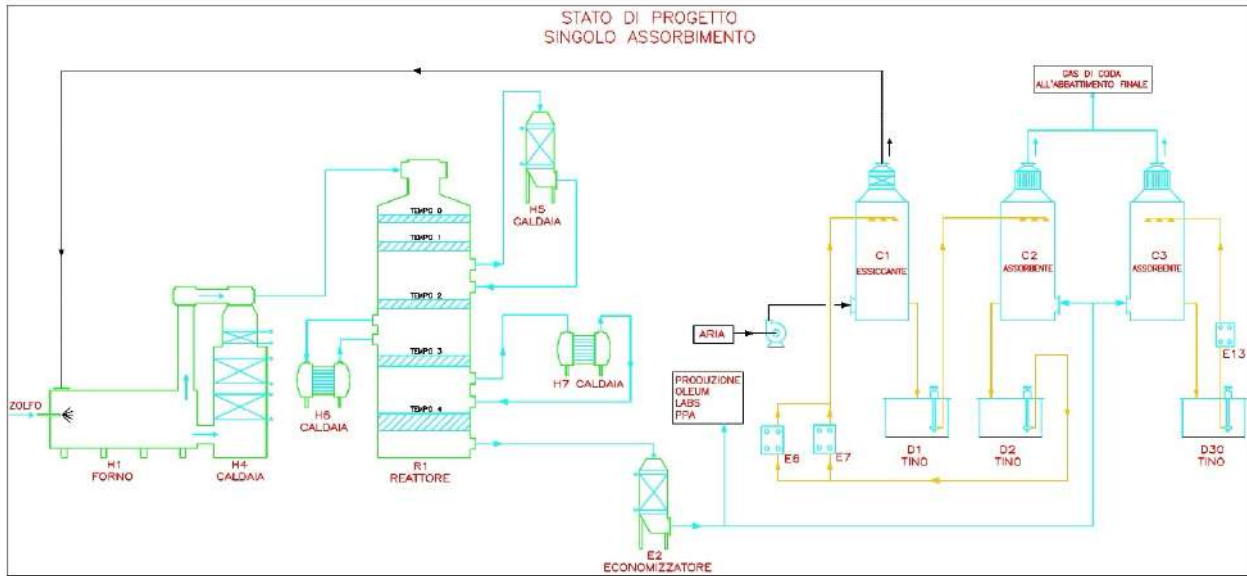 STATO DI PROGETTO
SINGOLO ASSORBIMENTO
GAS DI CODA
ALL'ABBATTIMENTO FINALE
H5
CALDAIA
TEMPO 0
TEMPO 1
TEMPO 2
TEMPO 3
TEMPO 4
C1
ESSICCANTE
C2
ASSORBENTE
C3
ASSORBENTE
ARIA
E13
H7 CALDAIA
H6
CALDAIA
PRODUZIONE
OLEUM
LABS
PPA
ZOLFO
H1
FORNO
H4
CALDAIA
R1
REATTORE
E6
E7
D1
TINO
D2
TINO
D30
TINO
E2
ECONOMIZZATORE